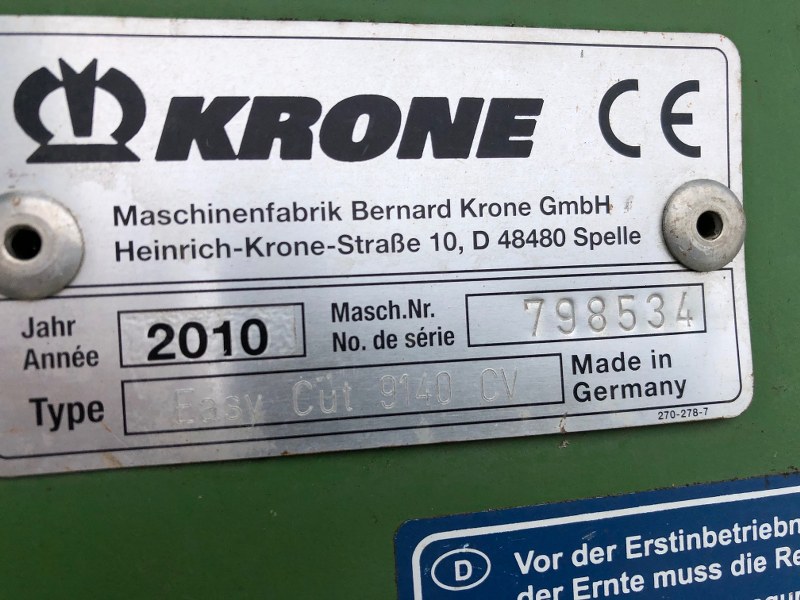 KRONE CE
Maschinenfabrik Bernard Krone GmbH
Heinrich-Krone-Straße 10, D 48480 Spelle
Jahr
Année
2010
Masch.Nr.
No. de série
798534
Type
Easy Cut 9140 CV
Made in
Germany
270-278-7
D
Vor der Erstinbetriebn
der Ernte muss die Re